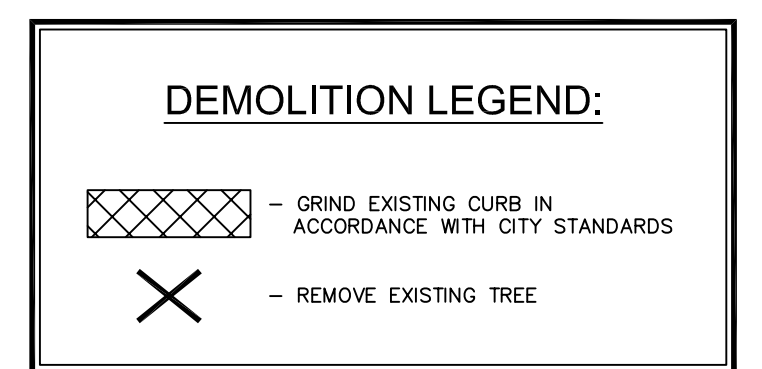 DEMOLITION LEGEND:
– GRIND EXISTING CURB IN
ACCORDANCE WITH CITY STANDARDS
– REMOVE EXISTING TREE